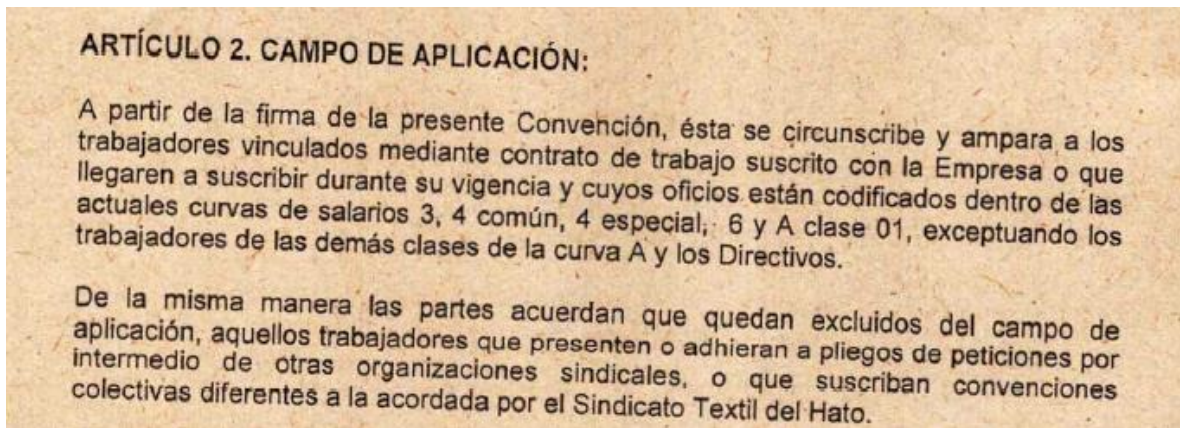 ARTÍCULO 2. CAMPO DE APLICACIÓN:
A partir de la firma de la presente Convención, ésta se circunscribe y ampara a los
trabajadores vinculados mediante contrato de trabajo suscrito con la Empresa o que
llegaren a suscribir durante su vigencia y cuyos oficios están codificados dentro de las
actuales curvas de salarios 3, 4 común, 4 especial, 6 y A clase 01, exceptuando los
trabajadores de las demás clases de la curva A y los Directivos.
De la misma manera las partes acuerdan que quedan excluidos del campo de
aplicación, aquellos trabajadores que presenten o adhieran a pliegos de peticiones por
intermedio de otras organizaciones sindicales, o que suscriban convenciones
colectivas diferentes a la acordada por el Sindicato Textil del Hato.